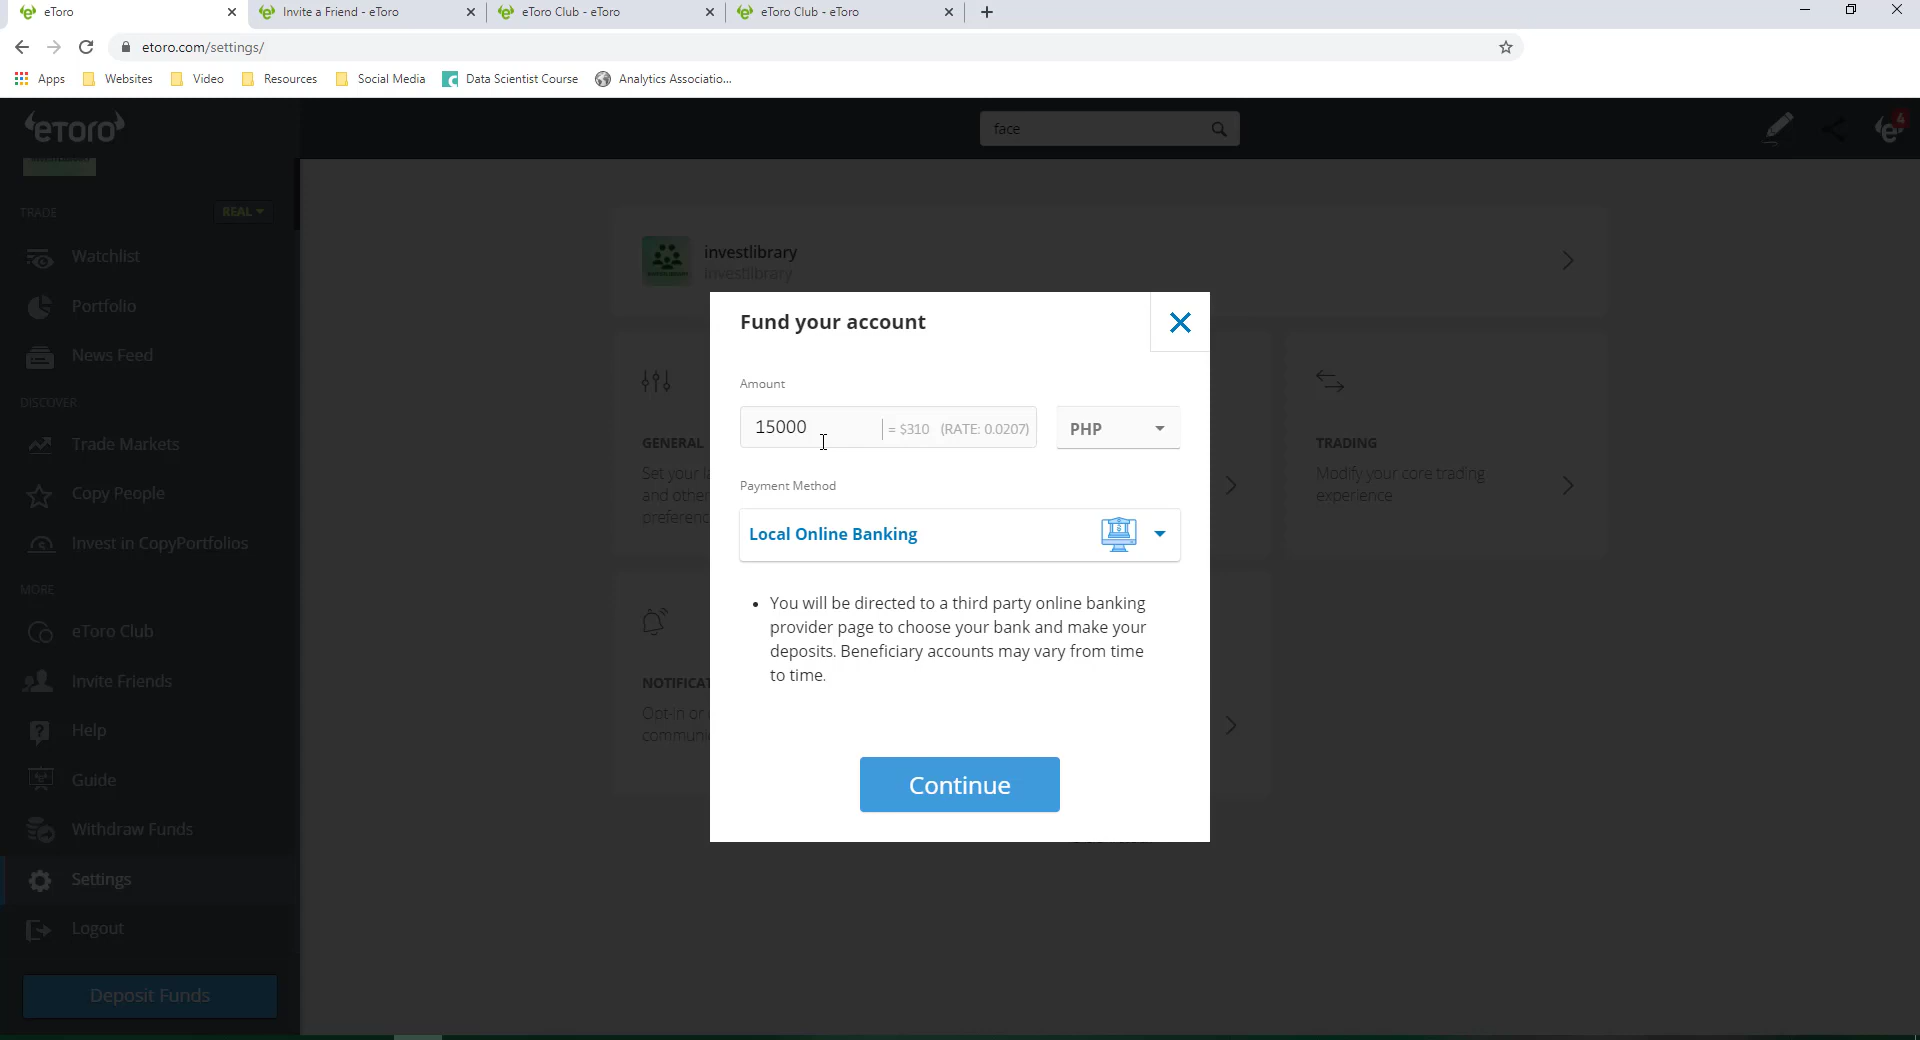 eToro
Invite a Friend - eToro
eToro Club - eToro
eToro Club - eToro
etoro.com/settings/
Apps
Websites
Video
Resources
Social Media
Data Scientist Course
Analytics Associatio...
eToro
face
4
TRADE
REAL
Watchlist
Portfolio
News Feed
DISCOVER
Trade Markets
Copy People
Invest in CopyPortfolios
MORE
eToro Club
Invite Friends
Help
Guide
Withdraw Funds
Settings
Logout
Deposit Funds
investlibrary
investlibrary
GENERAL
Set your
and other
preferenc
TRADING
Modify your core trading
experience
NOTIFICAT
Opt-in or
communi
Fund your account
Amount
15000
= $310 (RATE: 0.0207)
PHP
Payment Method
Local Online Banking
• You will be directed to a third party online banking
provider page to choose your bank and make your
deposits. Beneficiary accounts may vary from time
to time.
Continue